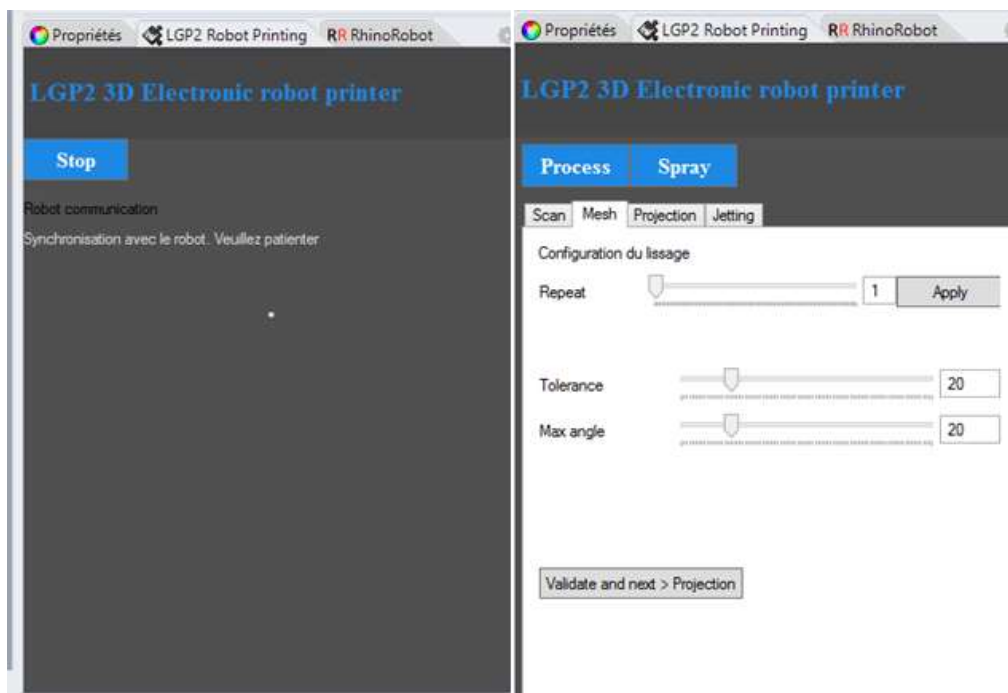 Propriétés LGP2 Robot Printing RR RhinoRobot
LGP2 3D Electronic robot printer
Stop
Robot communication
Synchronisation avec le robot. Veuillez patienter
Propriétés LGP2 Robot Printing RR RhinoRobot
LGP2 3D Electronic robot printer
Process Spray
Scan Mesh Projection Jetting
Configuration du lissage
Repeat 1 Apply
Tolerance 20
Max angle 20
Validate and next > Projection